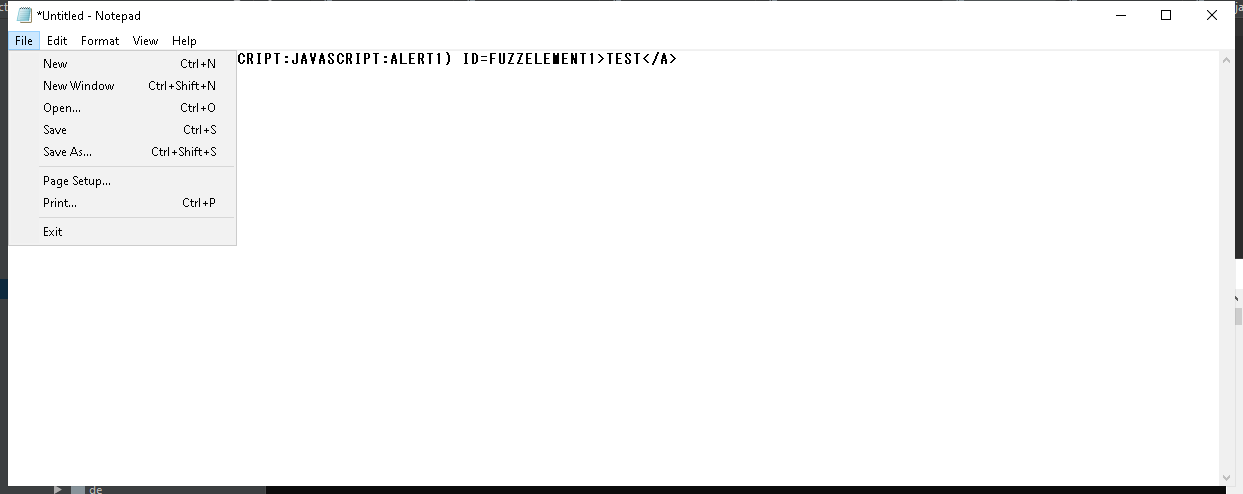 *Untitled - Notepad
File Edit Format View Help
CRIPT:JAVASCRIPT:ALERT1) ID=FUZZELEMENT1>TEST</A>
New Ctrl+N
New Window Ctrl+Shift+N
Open... Ctrl+O
Save Ctrl+S
Save As... Ctrl+Shift+S
Page Setup...
Print... Ctrl+P
Exit
de